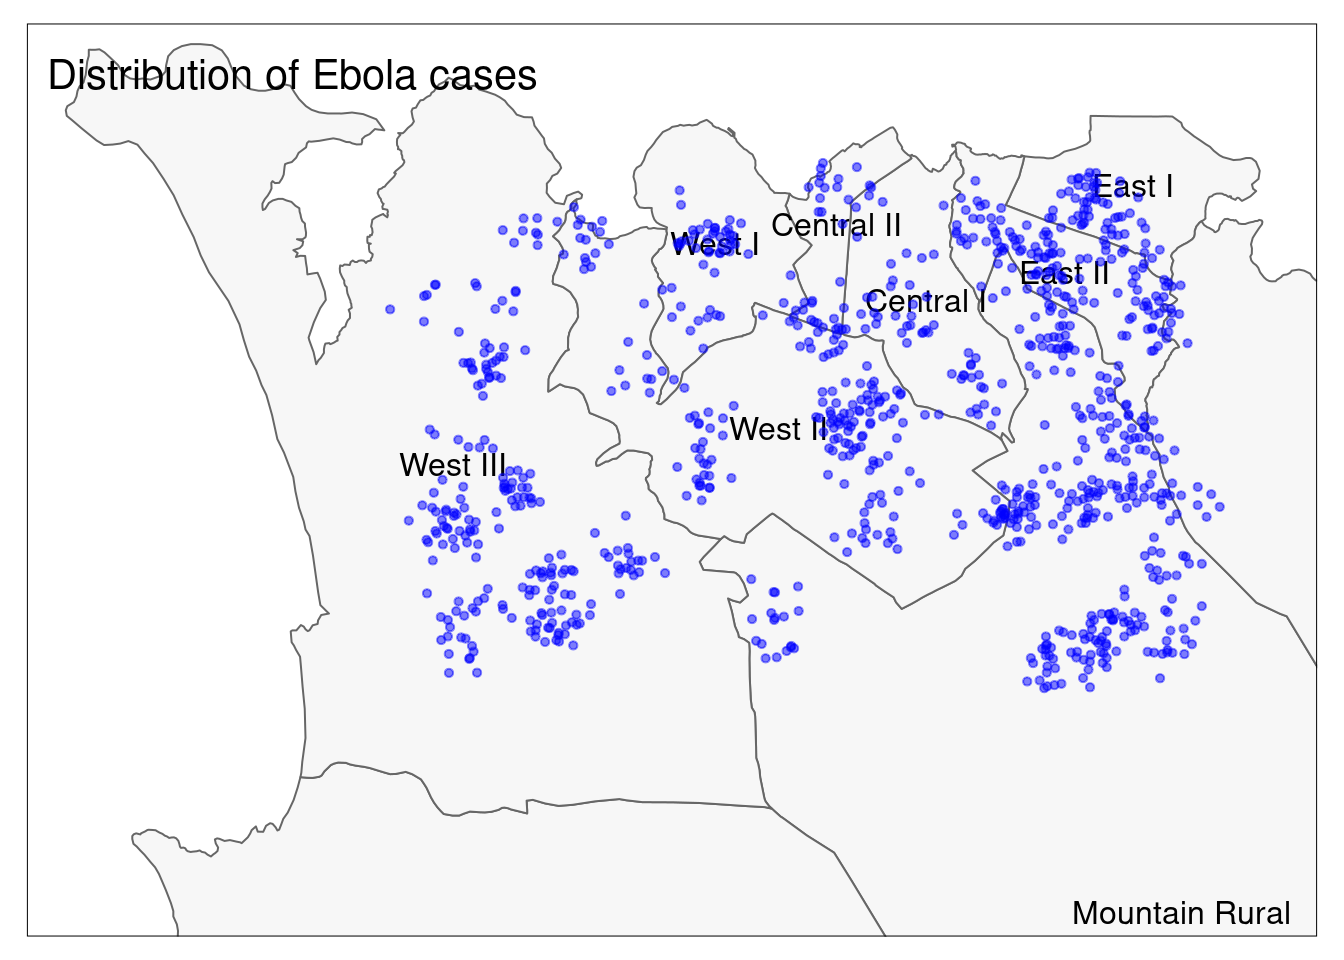 Distribution of Ebola cases
East I
Central II
West I
East II
Central I
West II
West III
Mountain Rural